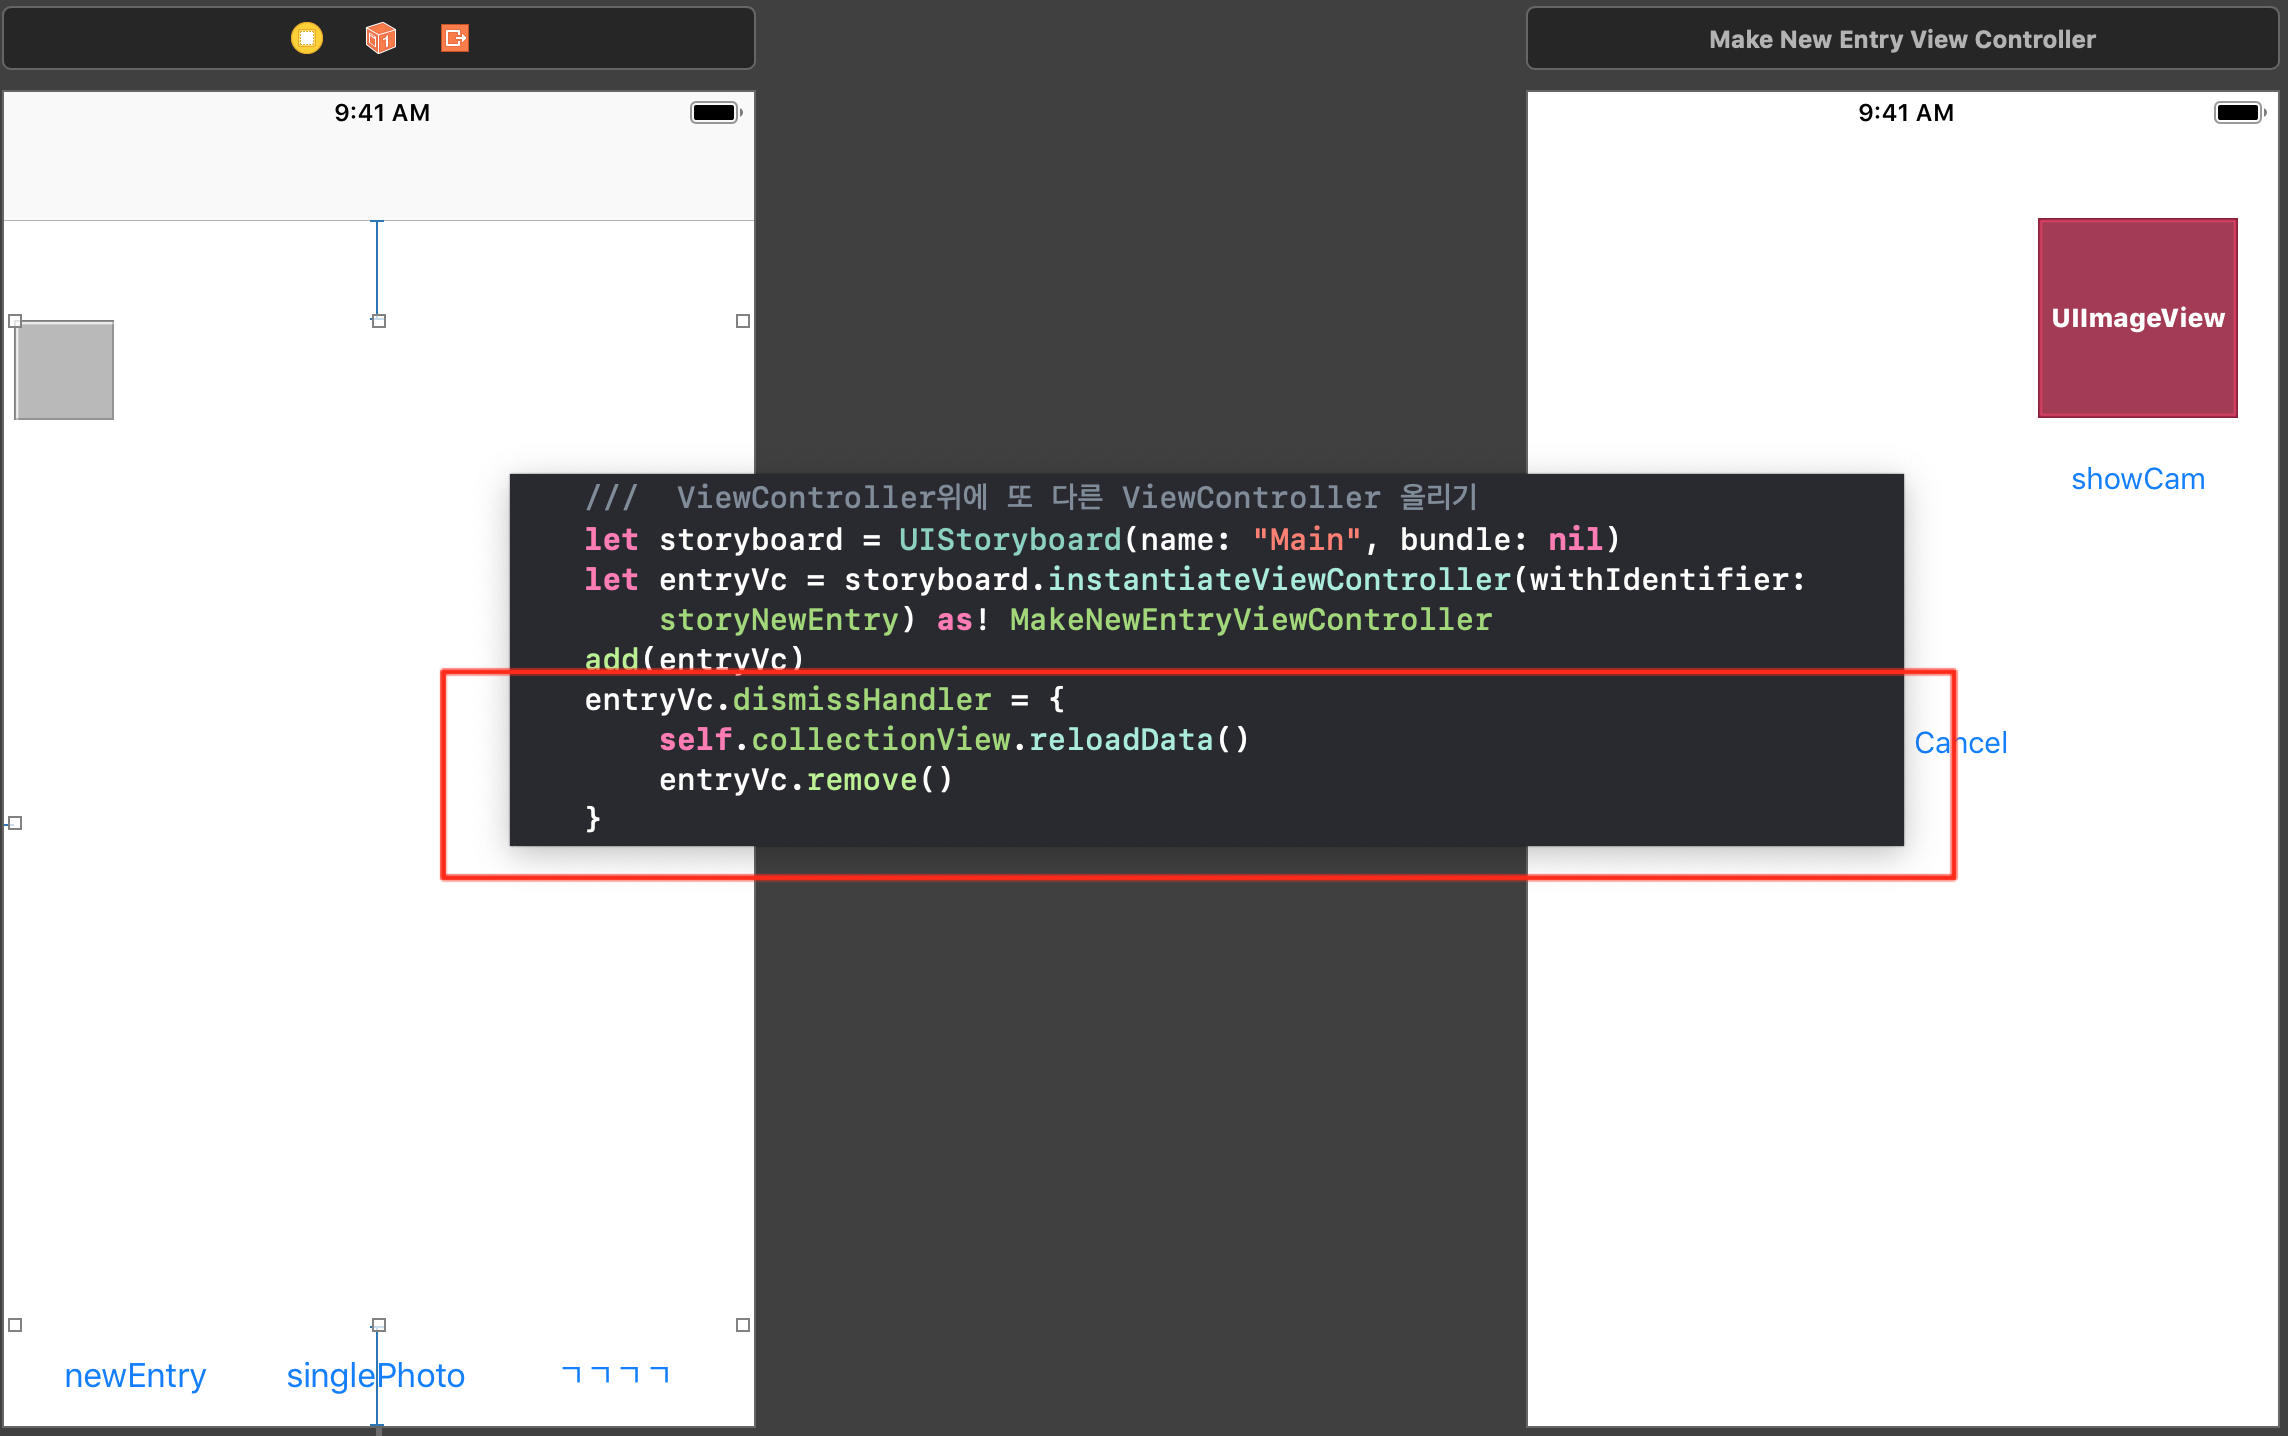 Make New Entry View Controller
9:41 AM
9:41 AM
UIImageView
showCam
/// ViewController위에 또 다른 ViewController 올리기
let storyboard = UIStoryboard(name: "Main", bundle: nil)
let entryVc = storyboard.instantiateViewController(withIdentifier:
storyNewEntry) as! MakeNewEntryViewController
add(entryVc)
entryVc.dismissHandler = {
self.collectionView.reloadData()
entryVc.remove()
}
Cancel
newEntry
singlePhoto
ㄱㄱㄱㄱ